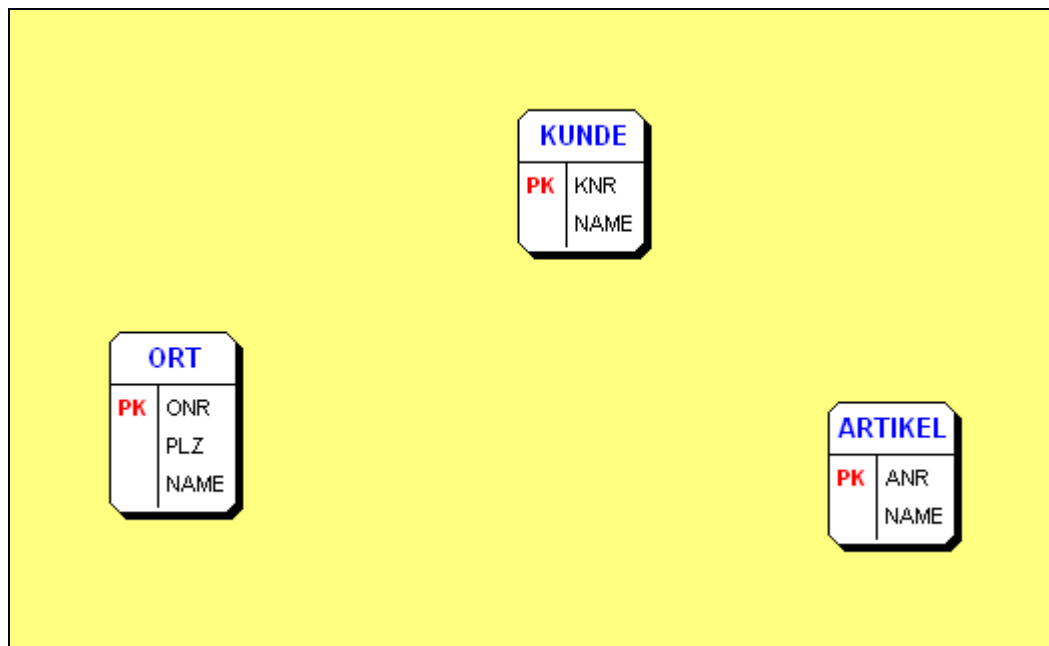 KUNDE
PK KNR
NAME
ORT
PK ONR
PLZ
NAME
ARTIKEL
PK ANR
NAME